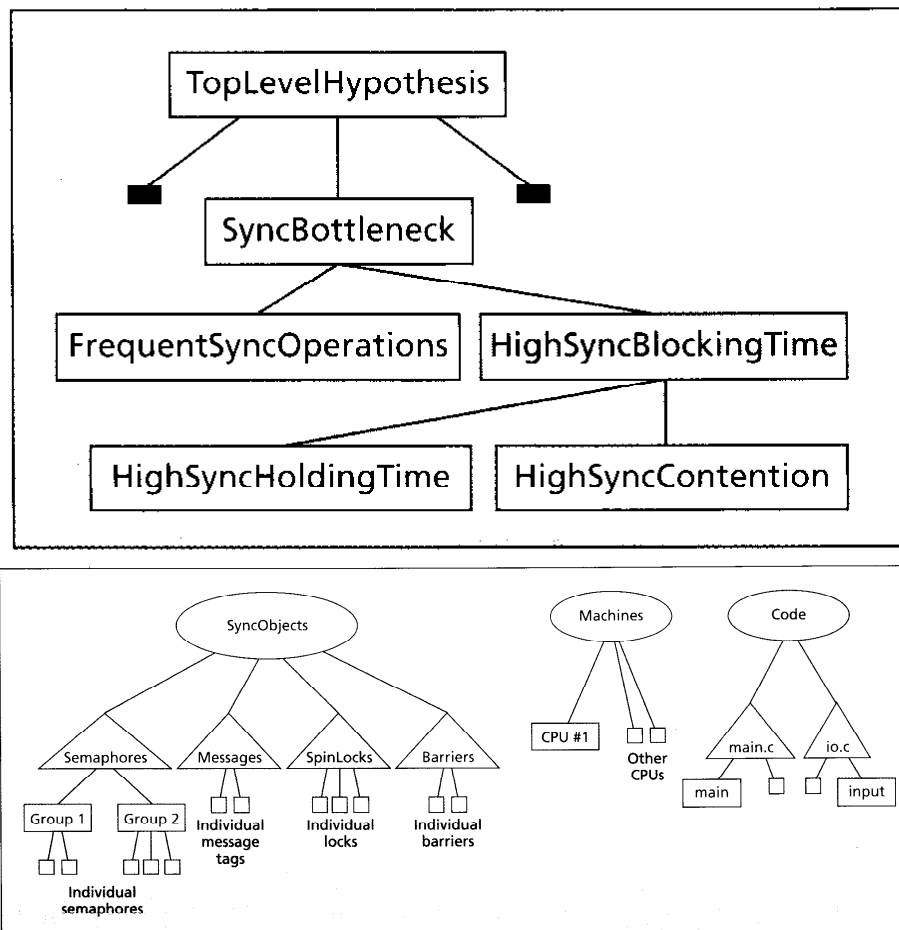 TopLevelHypothesis
SyncBottleneck
FrequentSyncOperations
HighSyncBlockingTime
HighSyncHoldingTime
HighSyncContention
SyncObjects
Machines
Code
Semaphores
Messages
SpinLocks
Barriers
CPU #1
Other
CPUs
main.c
io.c
main
input
Group 1
Group 2
Individual
message
tags
Individual
locks
Individual
barriers
Individual
semaphores